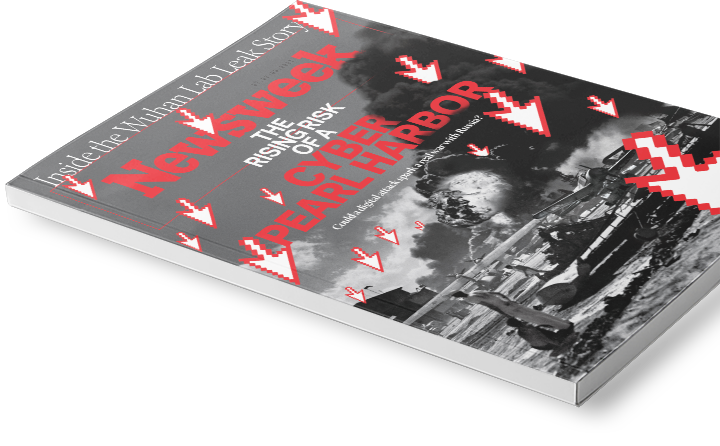 Inside the Wuhan Lab Leak Story
Newsweek
THE
RISING RISK
OF A
CYBER
PEARL HARBOR
Could a digital attack spark a real war with Russia?